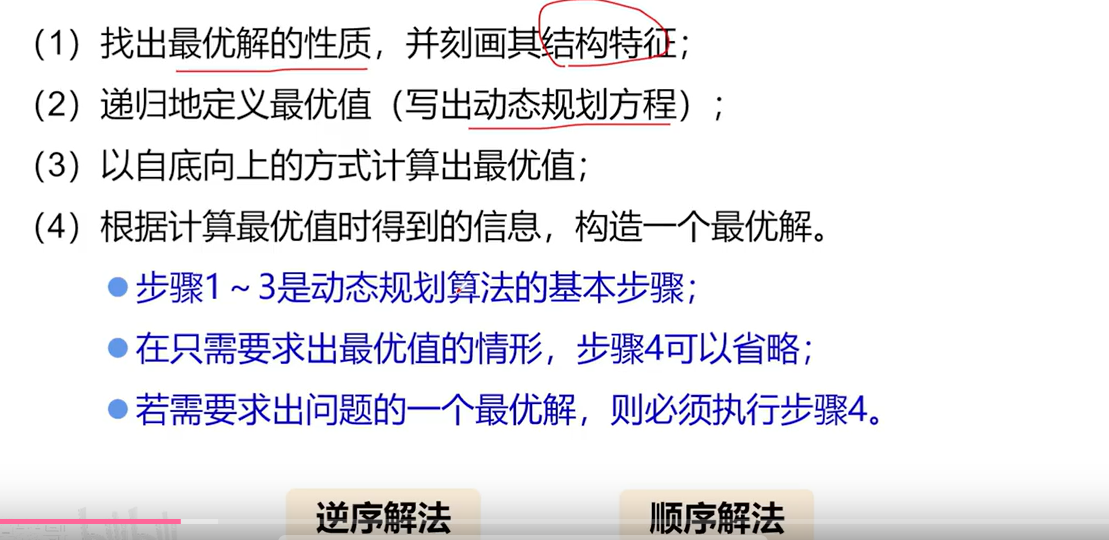 （1）找出最优解的性质，并刻画其结构特征；
（2）递归地定义最优值（写出动态规划方程）；
（3）以自底向上的方式计算出最优值；
（4）根据计算最优值时得到的信息，构造一个最优解。
步骤1～3是动态规划算法的基本步骤；
在只需要求出最优值的情形，步骤4可以省略；
若需要求出问题的一个最优解，则必须执行步骤4。
逆序解法 顺序解法